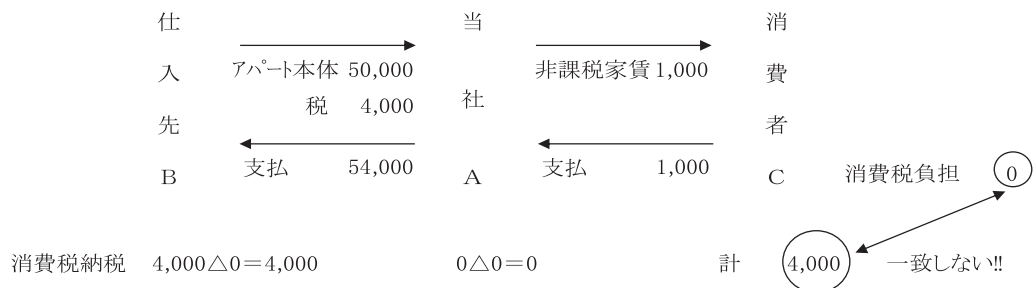 仕入先B
アパート本体 50,000
税 4,000
支払 54,000
当社A
非課税家賃 1,000
支払 1,000
消費者C
消費税負担 0
消費税納税 4,000△0＝4,000 0△0＝0 計 4,000 一致しない!!